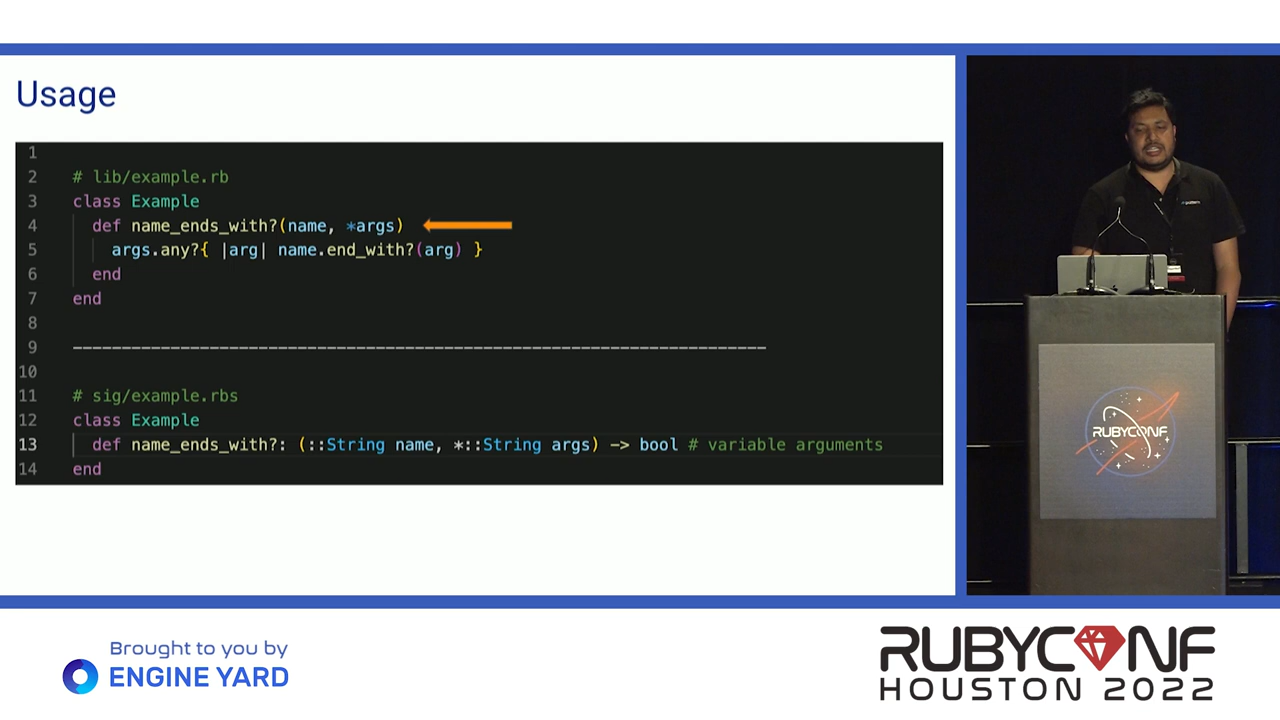 Usage
1
2 # lib/example.rb
3 class Example
4 def name_ends_with?(name, *args)
5 args.any?{ |arg| name.end_with?(arg) }
6 end
7 end
8
9 ----------------------------------------------------------------------
10
11 # sig/example.rbs
12 class Example
13 def name_ends_with?: (::String name, *::String args) -> bool # variable arguments
14 end
RUBYCONF
Brought to you by
ENGINE YARD
RUBYCONF
HOUSTON 2022